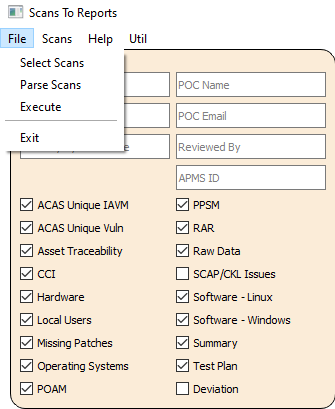 Scans To Reports
File Scans Help Util
Select Scans
Parse Scans
Execute
Exit
POC Name
POC Email
Reviewed By
APMS ID
ACAS Unique IAVM PPSM
ACAS Unique Vuln RAR
Asset Traceability Raw Data
CCI SCAP/CKL Issues
Hardware Software - Linux
Local Users Software - Windows
Missing Patches Summary
Operating Systems Test Plan
POAM Deviation